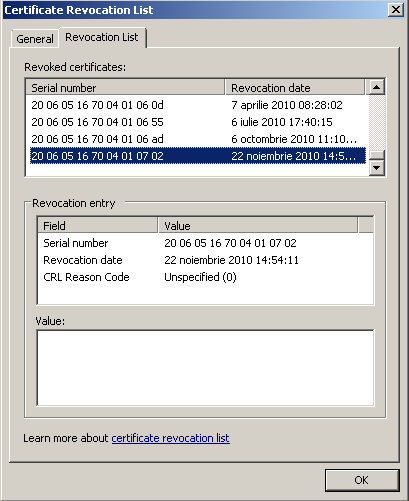 Certificate Revocation List
General Revocation List
Revoked certificates:
Serial number Revocation date
20 06 05 16 70 04 01 06 0d 7 aprilie 2010 08:28:02
20 06 05 16 70 04 01 06 55 6 iulie 2010 17:40:15
20 06 05 16 70 04 01 06 ad 6 octombrie 2010 11:10...
20 06 05 16 70 04 01 07 02 22 noiembrie 2010 14:5...
Revocation entry
Field Value
Serial number 20 06 05 16 70 04 01 07 02
Revocation date 22 noiembrie 2010 14:54:11
CRL Reason Code Unspecified (0)
Value:
Learn more about certificate revocation list
OK